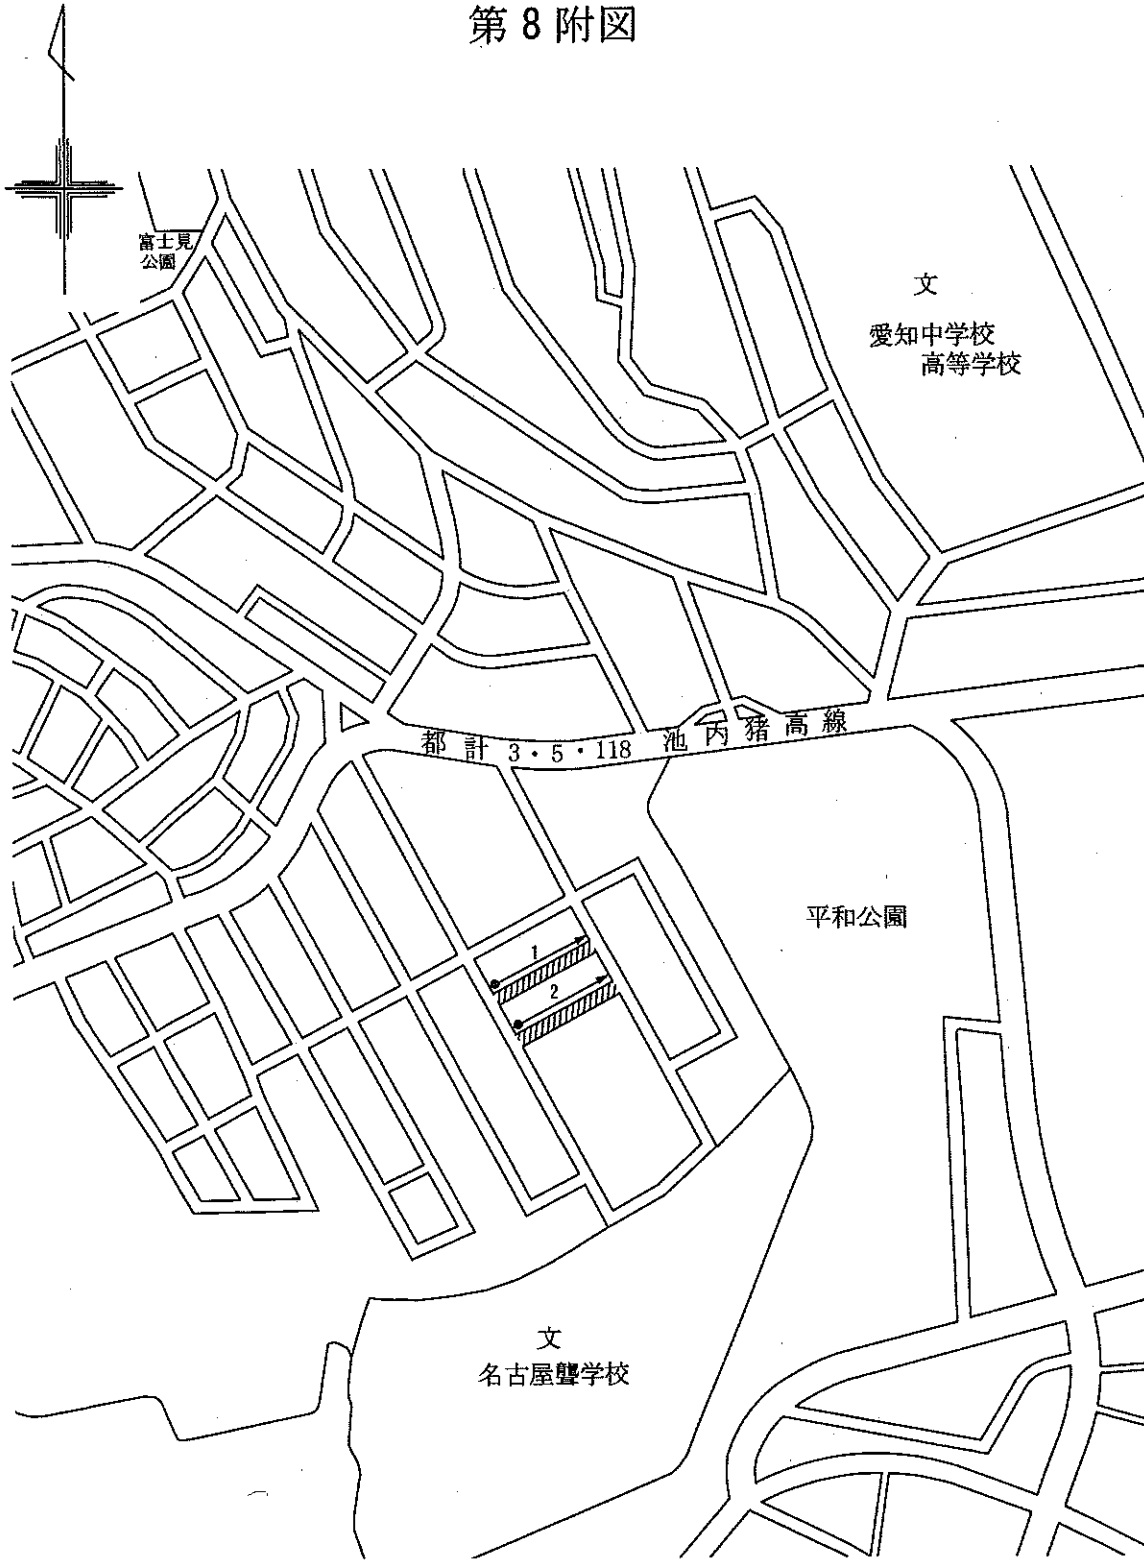 第8附図
富士見
公園
文
愛知中学校
高等学校
都計 3・5・118 池内猪高線
平和公園
1
2
文
名古屋聾学校